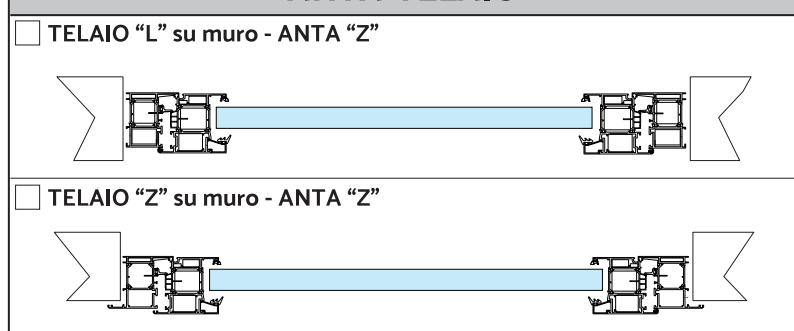 TELAIO “L” su muro - ANTA “Z”
TELAIO “Z” su muro - ANTA “Z”